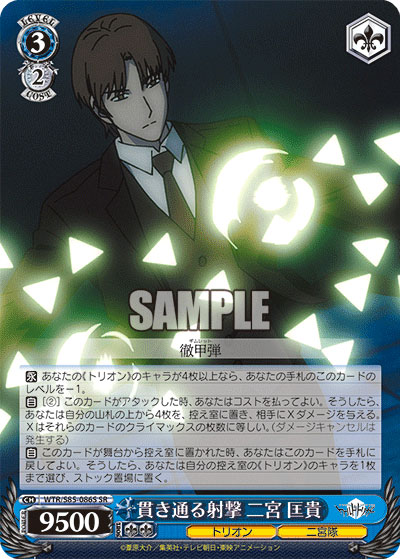 LEVEL
3
2
COST
SAMPLE
ギムレット
徹甲弾
永 あなたの《トリオン》のキャラが4枚以上なら、あなたの手札のこのカードの
レベルを－1。
自 [②] このカードがアタックした時、あなたはコストを払ってよい。そうしたら、
あなたは自分の山札の上から4枚を、控え室に置き、相手にXダメージを与える。
Xはそれらのカードのクライマックスの枚数に等しい。（ダメージキャンセルは
発生する）
自 このカードが舞台から控え室に置かれた時、あなたはこのカードを手札に
戻してよい。そうしたら、あなたは自分の控え室の《トリオン》のキャラを1枚
まで選び、ストック置場に置く。
CH WTR/S85-086S SR
貫き通る射撃 二宮 匡貴
POWER
9500
トリオン
二宮隊
©葦原大介／集英社・テレビ朝日・東映アニメーション